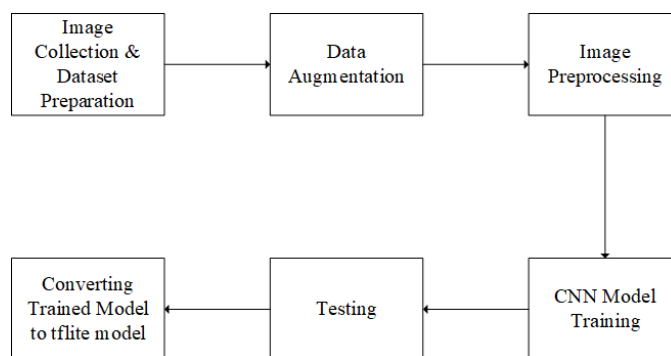 Image
Collection &
Dataset
Preparation
Data
Augmentation
Image
Preprocessing
CNN Model
Training
Testing
Converting
Trained Model
to tflite model